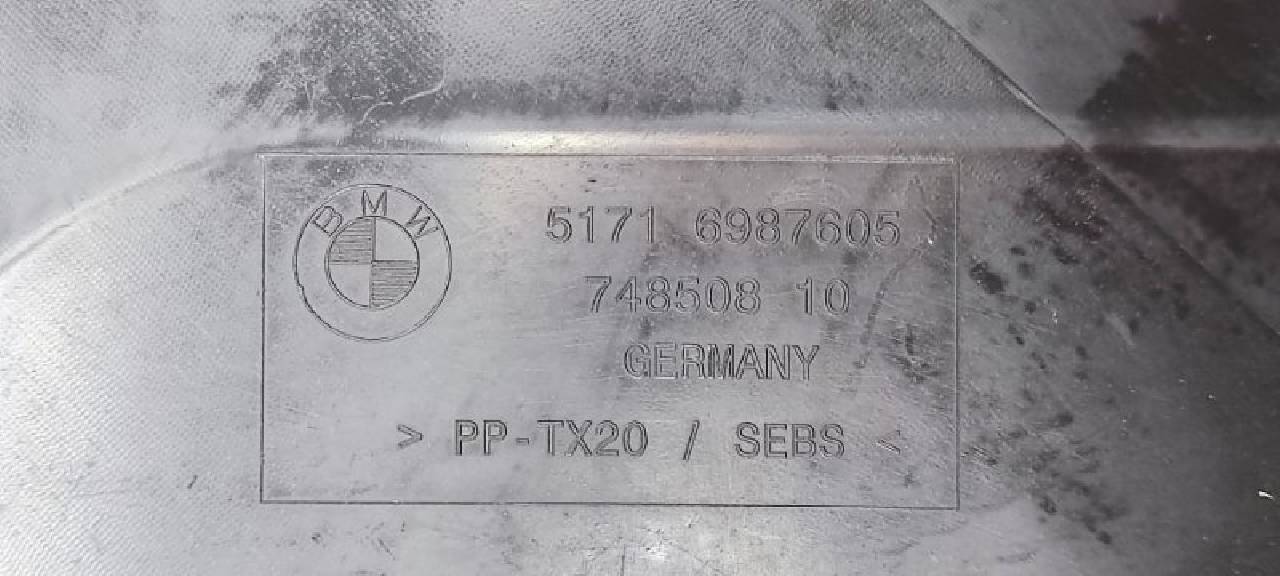 BMW
5171 6987605
748508 10
GERMANY
> PP-TX20 / SEBS <